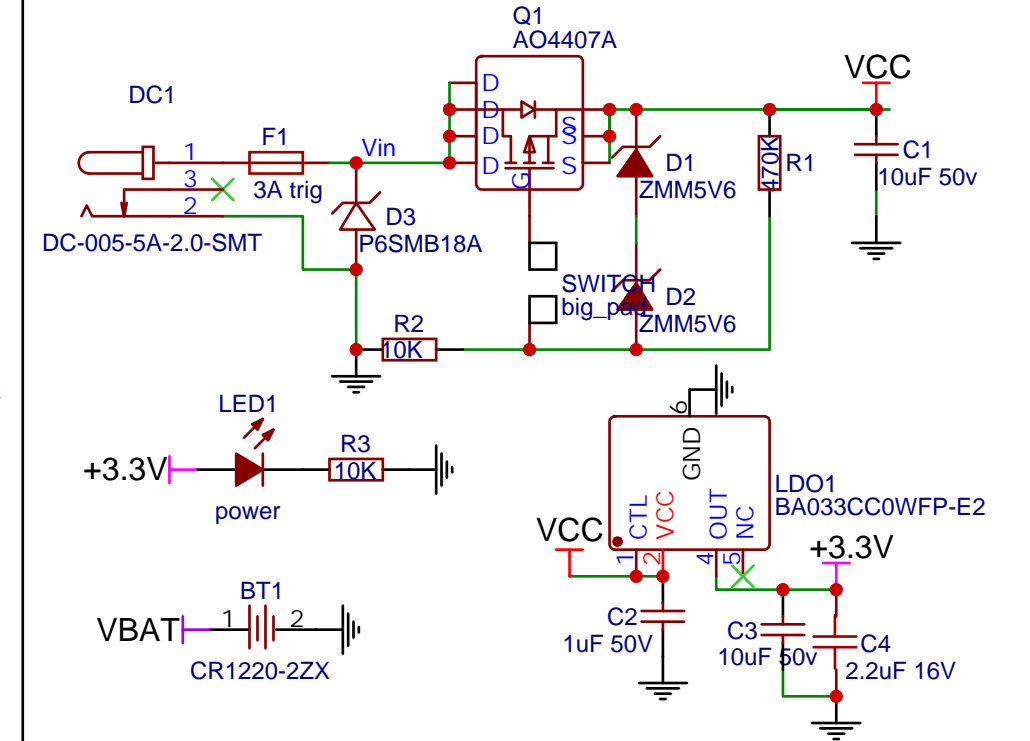 Q1
AO4407A
VCC
DC1
D
D
D
D
S
S
S
G
F1
Vin
1
3
2
3A trig
DC-005-5A-2.0-SMT
D3
P6SMB18A
D1
ZMM5V6
470K
R1
C1
10uF 50v
SWITCH
big_pad
D2
ZMM5V6
R2
10K
LED1
+3.3V
R3
10K
power
6
GND
LDO1
BA033CC0WFP-E2
CTL
VCC
OUT
NC
1
2
4
5
VCC
+3.3V
C2
1uF 50V
C3
10uF 50v
C4
2.2uF 16V
BT1
VBAT
1
2
CR1220-2ZX